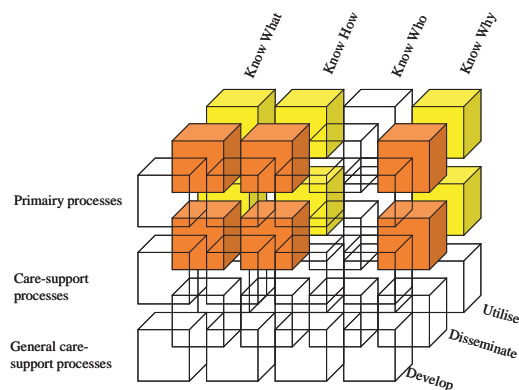 Know What
Know How
Know Who
Know Why
Primairy processes
Care-support
processes
General care-
support processes
Utilise
Disseminate
Develop